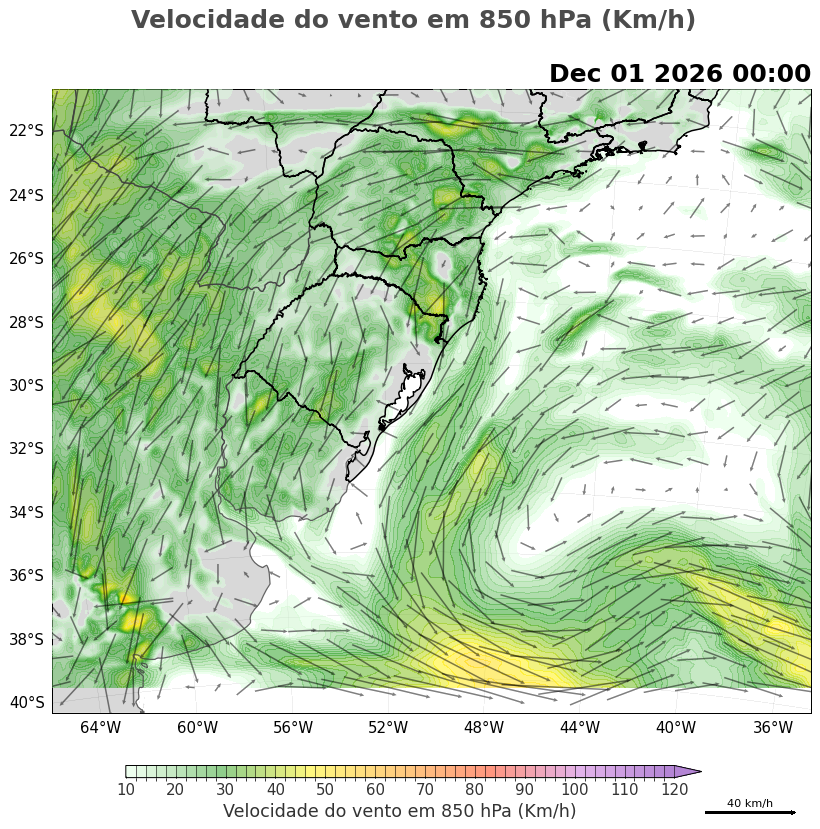 Velocidade do vento em 850 hPa (Km/h)
Dec 01 2026 00:00
22°S
24°S
26°S
28°S
30°S
32°S
34°S
36°S
38°S
40°S
64°W 60°W 56°W 52°W 48°W 44°W 40°W 36°W
10 20 30 40 50 60 70 80 90 100 110 120
Velocidade do vento em 850 hPa (Km/h)
40 km/h